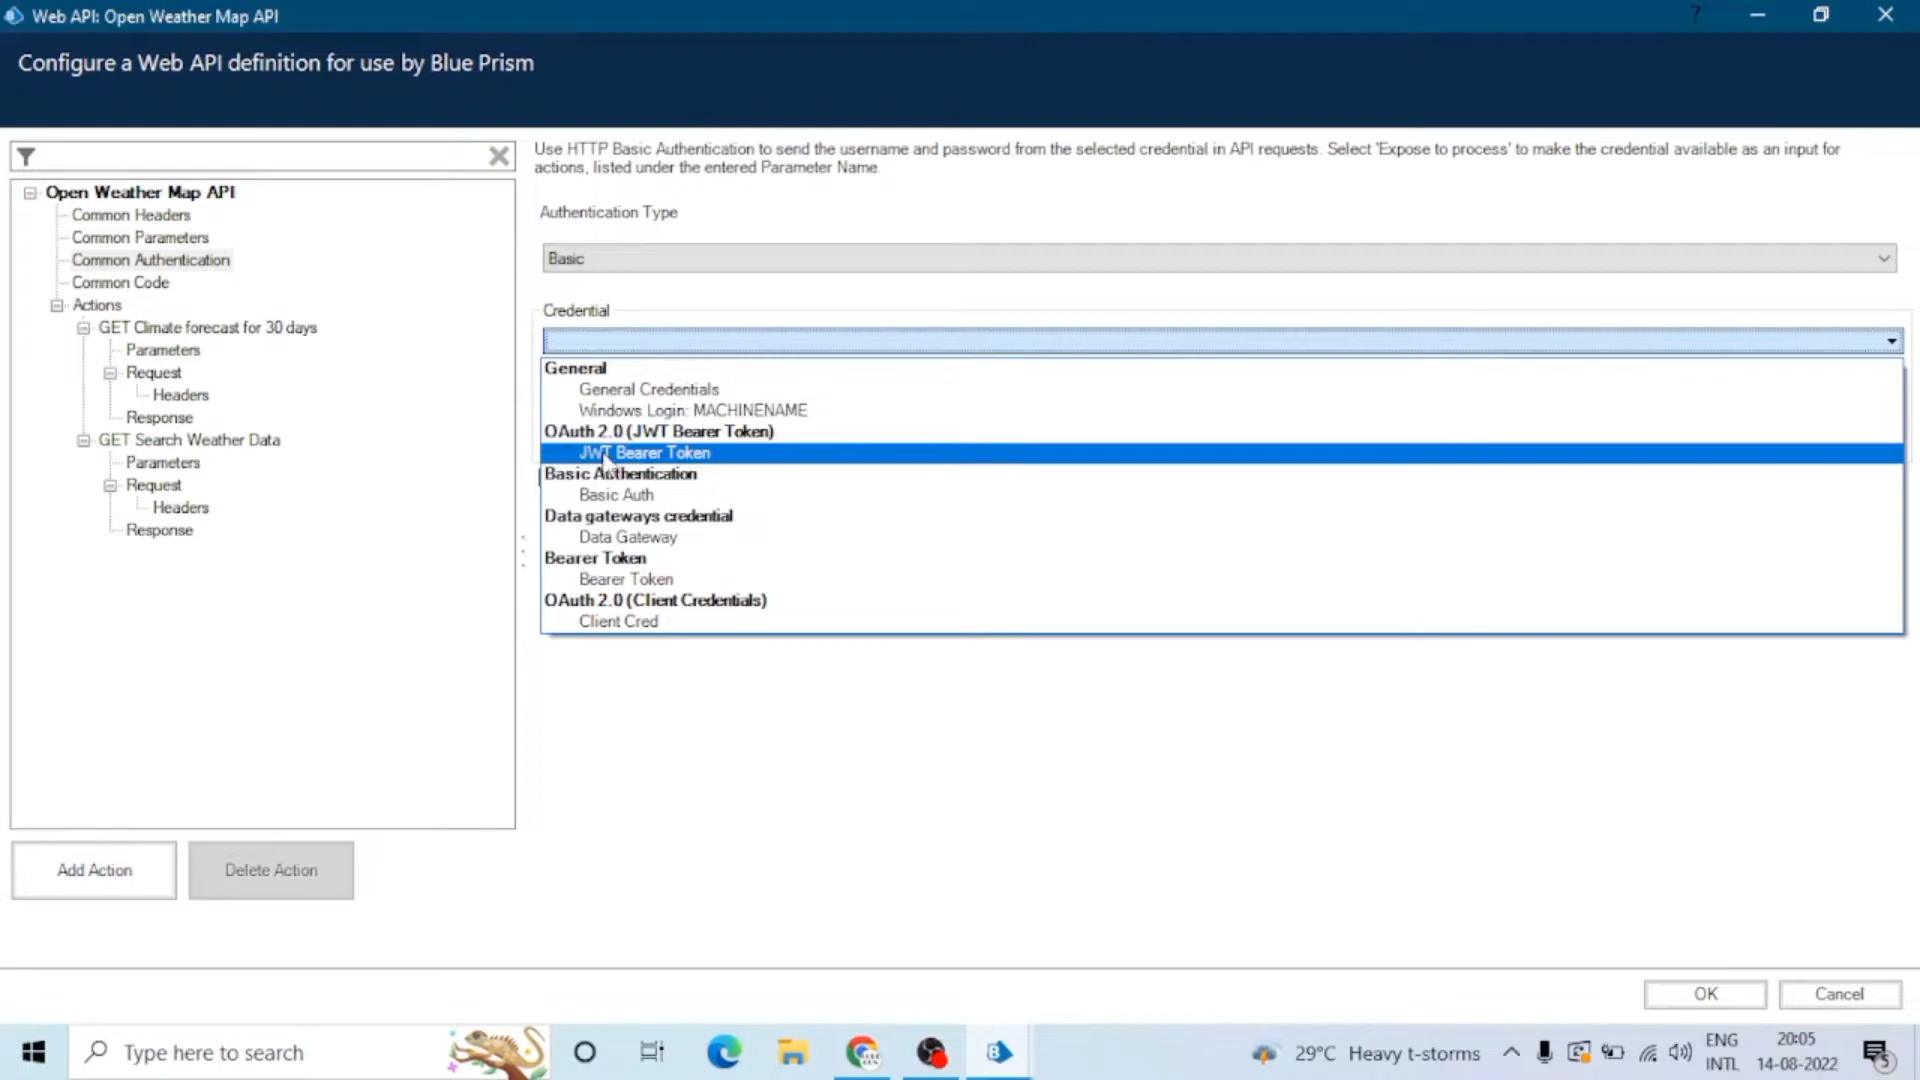 Web API: Open Weather Map API
?
Configure a Web API definition for use by Blue Prism
Open Weather Map API
Common Headers
Common Parameters
Common Authentication
Common Code
Actions
GET Climate forecast for 30 days
Parameters
Request
Headers
Response
GET Search Weather Data
Parameters
Request
Headers
Response
Add Action
Delete Action
Use HTTP Basic Authentication to send the username and password from the selected credential in API requests. Select 'Expose to process' to make the credential available as an input for
actions, listed under the entered Parameter Name.
Authentication Type
Basic
Credential
General
General Credentials
Windows Login: MACHINENAME
OAuth 2.0 (JWT Bearer Token)
JWT Bearer Token
Basic Authentication
Basic Auth
Data gateways credential
Data Gateway
Bearer Token
Bearer Token
OAuth 2.0 (Client Credentials)
Client Cred
OK
Cancel
Type here to search
29°C Heavy t-storms
ENG
INTL
20:05
14-08-2022
5